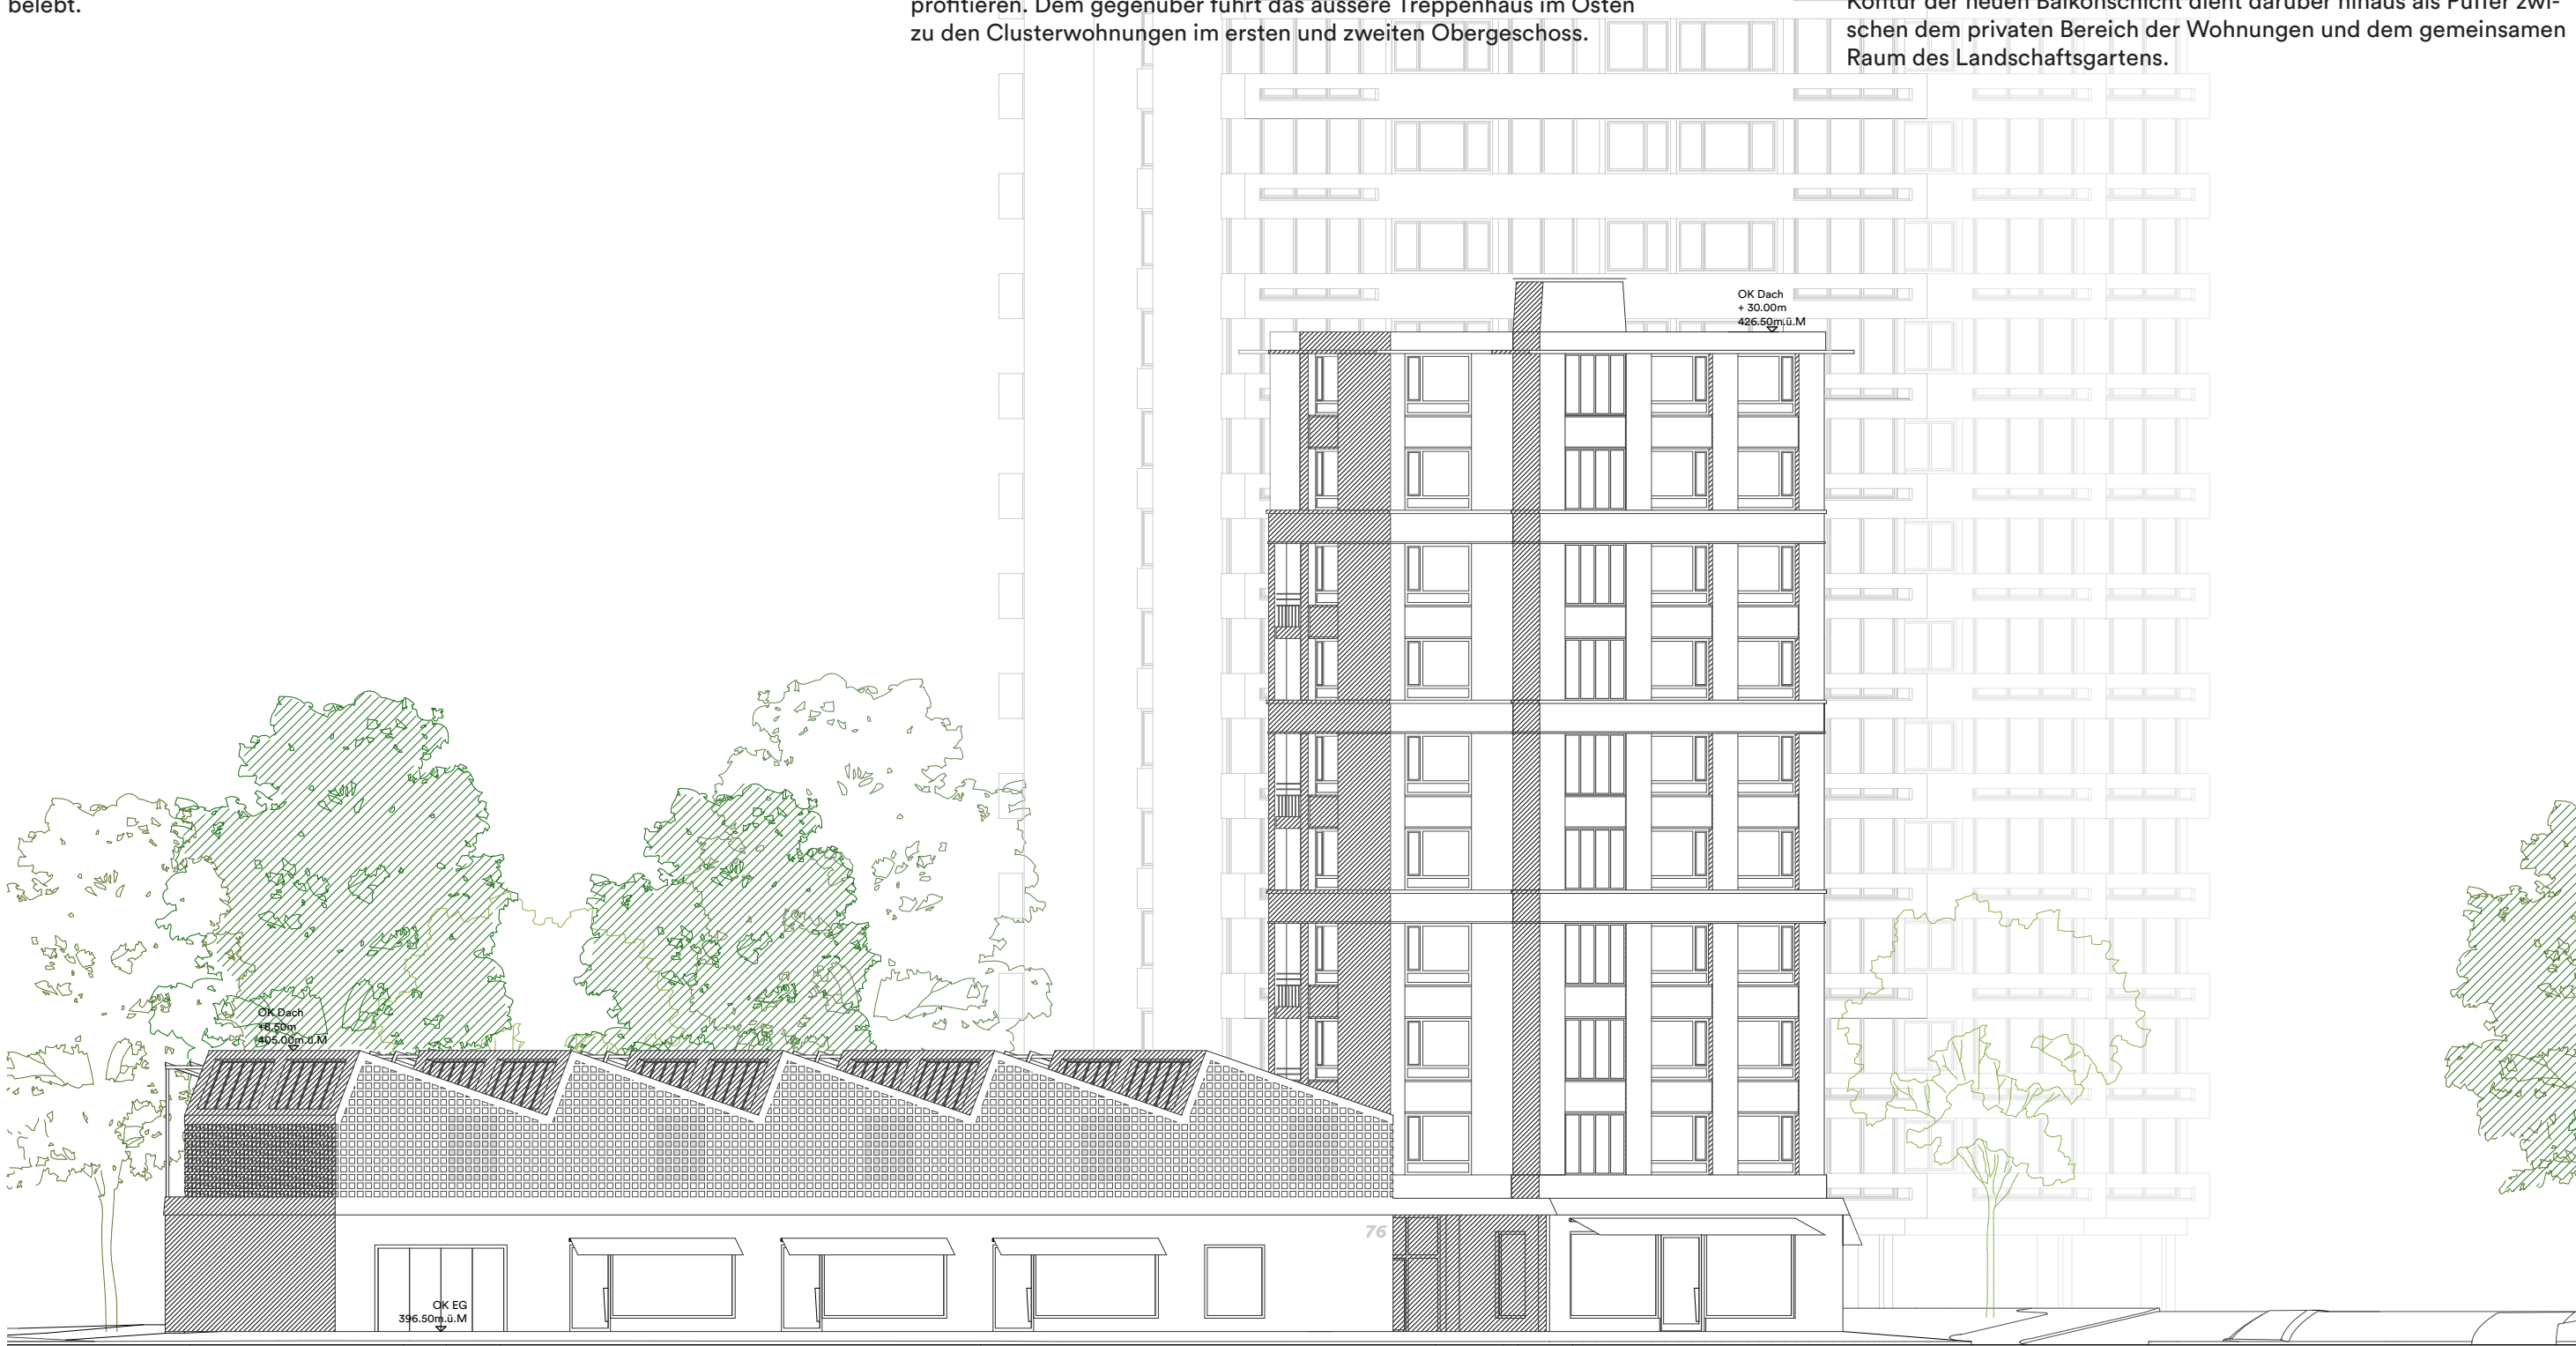 belebt.
profitieren. Dem gegenüber führt das äussere Treppenhaus im Osten
zu den Clusterwohnungen im ersten und zweiten Obergeschoss.
Kontur der neuen Balkonschicht dient darüber hinaus als Puffer zwi-
schen dem privaten Bereich der Wohnungen und dem gemeinsamen
Raum des Landschaftsgartens.
OK Dach
+ 30.00m
426.50m.ü.M
OK Dach
+8.50m
405.00m.ü.M
76
OK EG
396.50m.ü.M